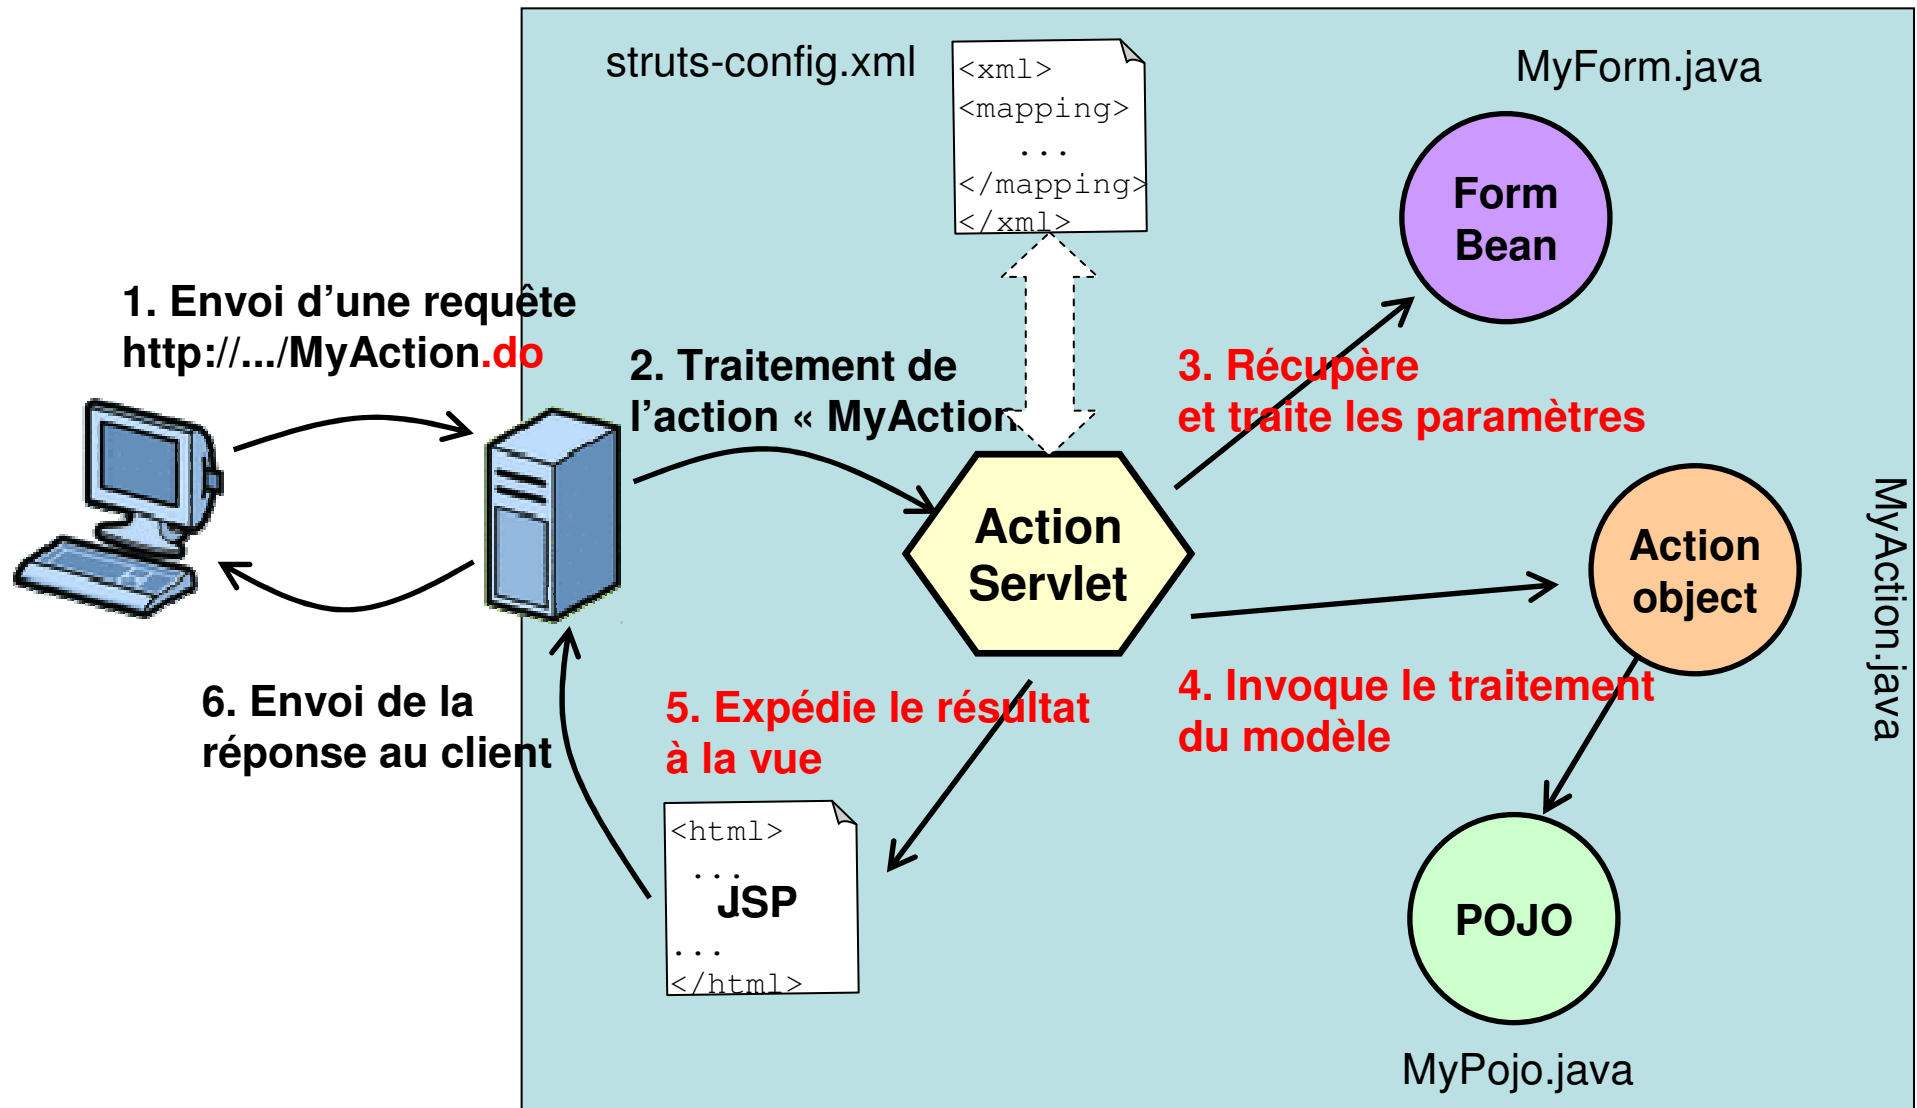 struts-config.xml
<xml>
<mapping>
...
</mapping>
</xml>
MyForm.java
Form
Bean
1. Envoi d’une requête
http://.../MyAction.do
2. Traitement de
l’action « MyAction
3. Récupère
et traite les paramètres
Action
Servlet
Action
object
MyAction.java
6. Envoi de la
réponse au client
5. Expédie le résultat
à la vue
4. Invoque le traitement
du modèle
<html>
...
JSP
...
</html>
POJO
MyPojo.java